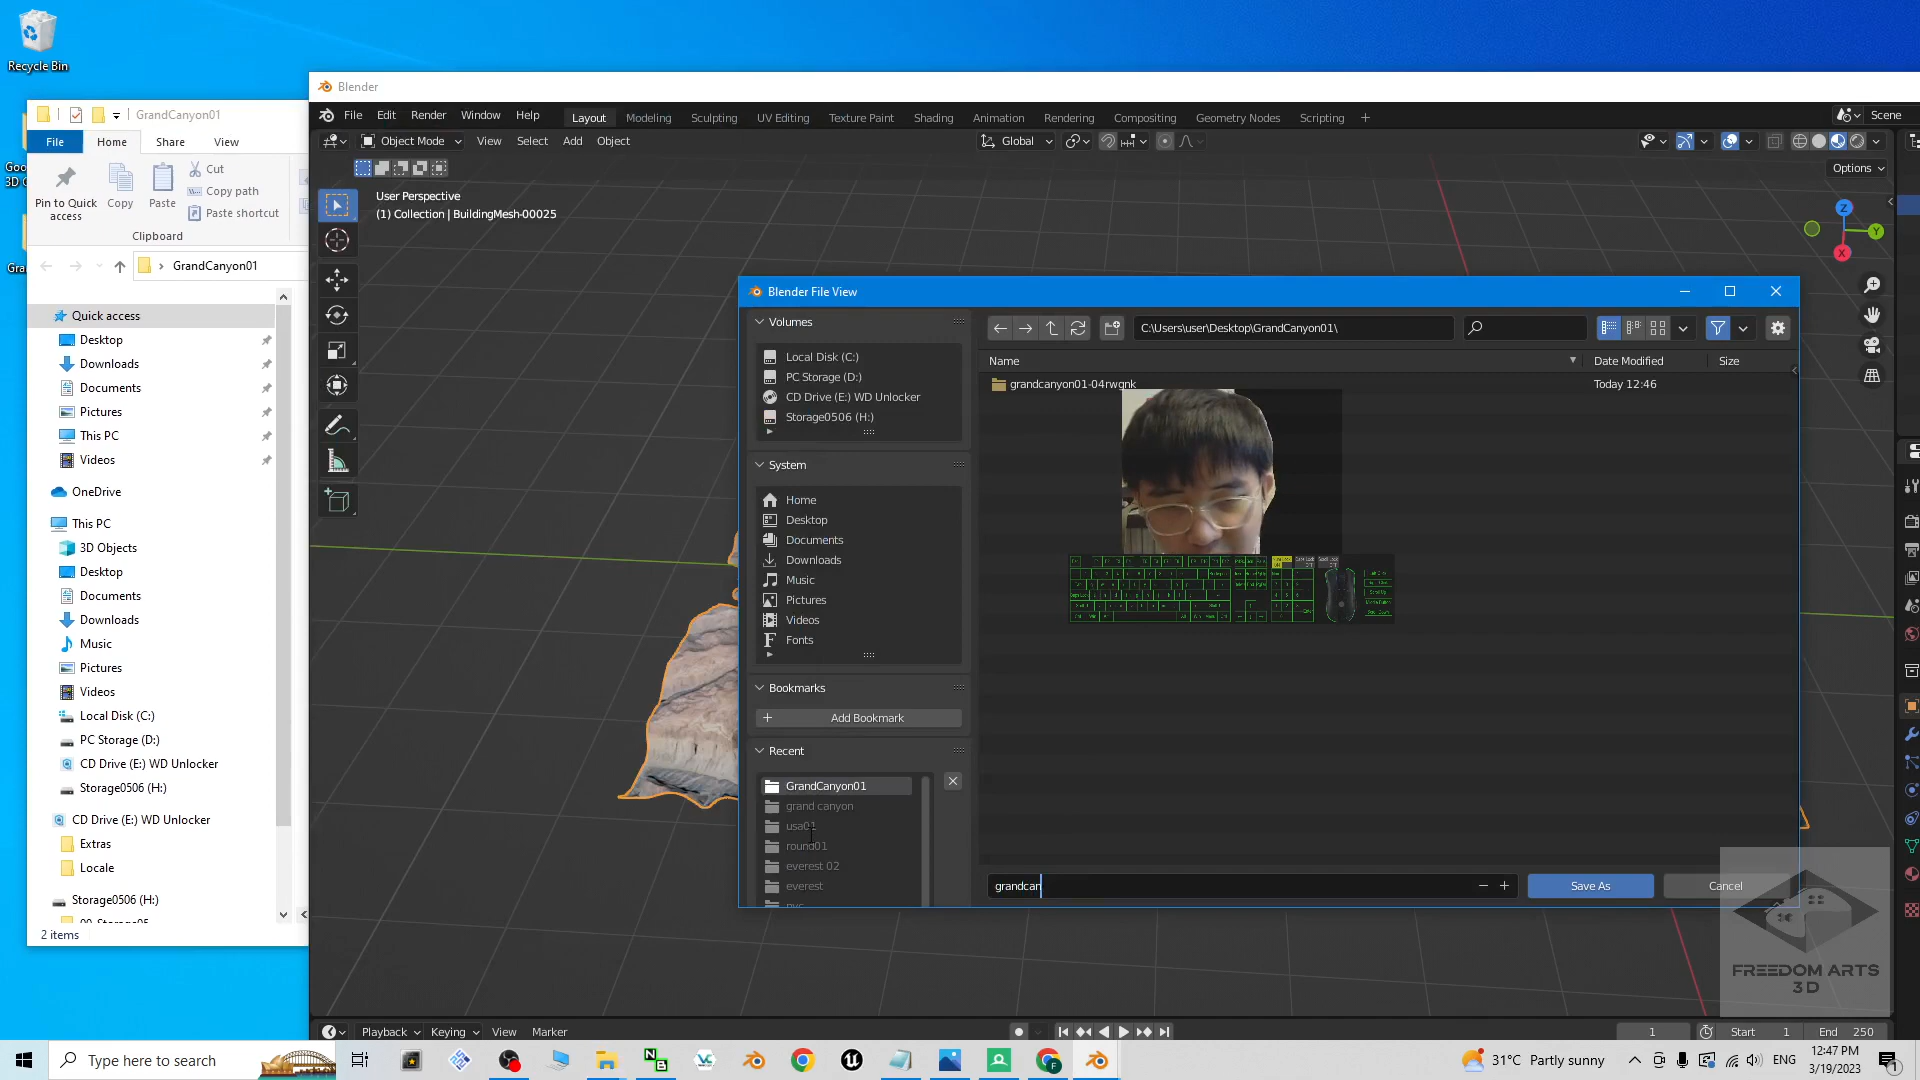 Recycle Bin
Blender
GrandCanyon01
File Edit Render Window Help Layout Modeling Sculpting UV Editing Texture Paint Shading Animation Rendering Compositing Geometry Nodes Scripting + Scene
File Home Share View
Object Mode View Select Add Object Global
Options
Pin to Quick access
Copy
Paste
Cut
Copy path
Paste shortcut
Clipboard
User Perspective
(1) Collection | BuildingMesh-00025
GrandCanyon01
Z
Y
X
Quick access
Desktop
Downloads
Documents
Pictures
This PC
Videos
OneDrive
This PC
3D Objects
Desktop
Documents
Downloads
Music
Pictures
Videos
Local Disk (C:)
PC Storage (D:)
CD Drive (E:) WD Unlocker
Storage0506 (H:)
CD Drive (E:) WD Unlocker
Extras
Locale
Storage0506 (H:)
2 items
Blender File View
Volumes
Local Disk (C:)
PC Storage (D:)
CD Drive (E:) WD Unlocker
Storage0506 (H:)
System
Home
Desktop
Documents
Downloads
Music
Pictures
Videos
Fonts
Bookmarks
Add Bookmark
Recent
GrandCanyon01
grand canyon
usa01
round01
everest 02
everest
C:\Users\user\Desktop\GrandCanyon01\
Name Date Modified Size
grandcanyon01-04rwgnk Today 12:46
grandcan
Save As
Cancel
FREEDOM ARTS
3D
Playback Keying View Marker
1 Start 1 End 250
Type here to search
31°C Partly sunny
ENG
12:47 PM
3/19/2023